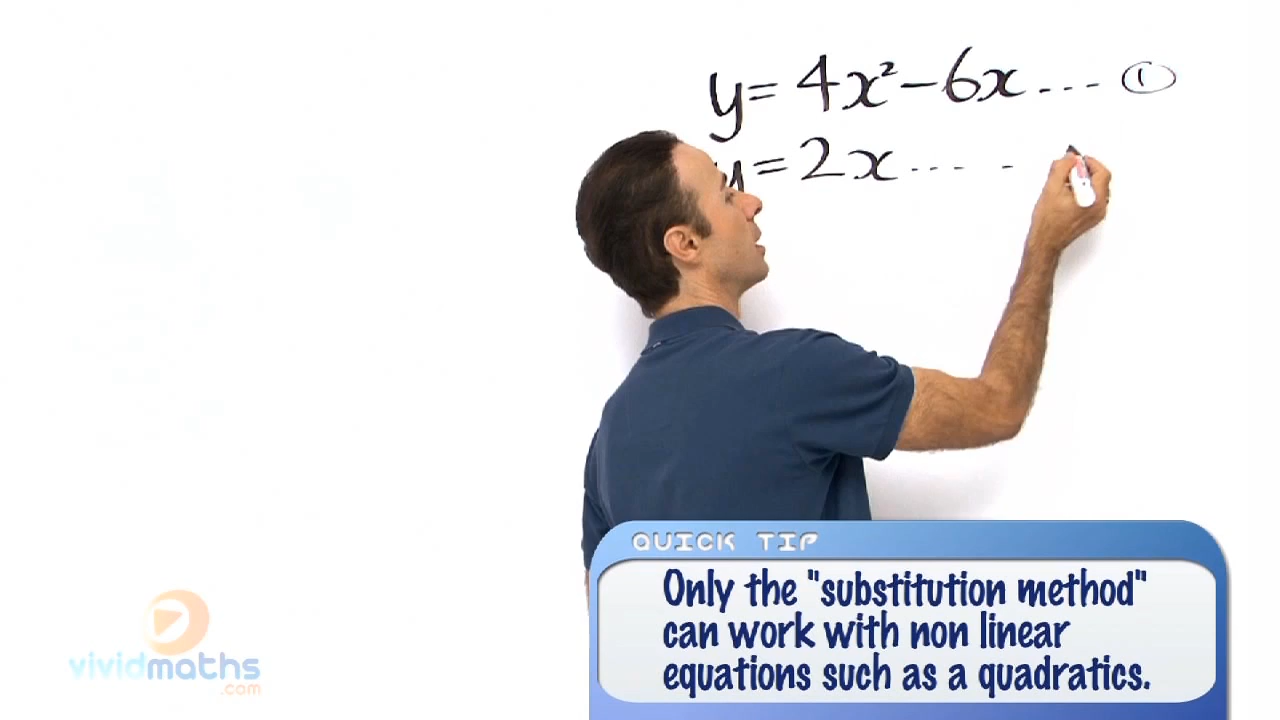 y = 4x² - 6x ... ①
y = 2x ... -
QUICK TIP
Only the "substitution method"
can work with non linear
equations such as a quadratics.
vividmaths
.com